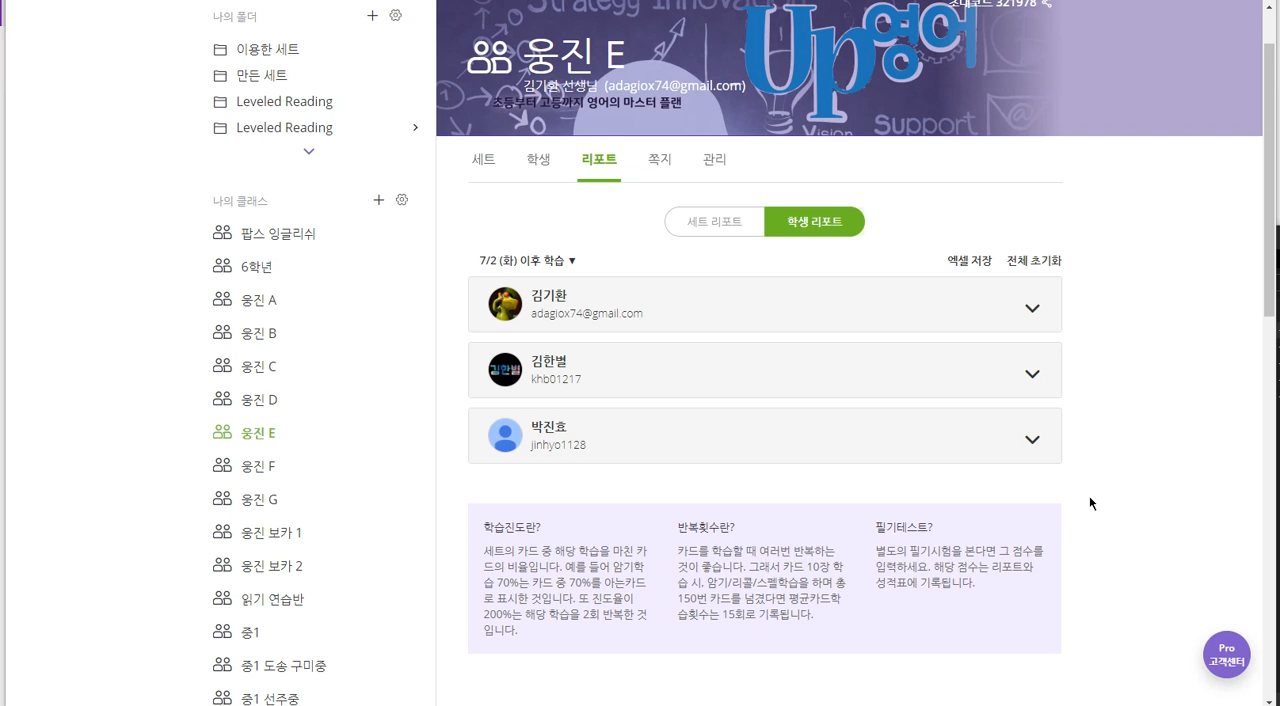 나의 폴더
이용한 세트
만든 세트
Leveled Reading
Leveled Reading
나의 클래스
팝스 잉글리쉬
6학년
웅진 A
웅진 B
웅진 C
웅진 D
웅진 E
웅진 F
웅진 G
웅진 보카 1
웅진 보카 2
읽기 연습반
중1
중1 도송 구미중
중1 선주중
Strategy Innovation
초대코드 321978
Up영어
웅진 E
김기환 선생님 (adagiox74@gmail.com)
초등부터 고등까지 영어의 마스터 플랜
Vision
Support
세트 학생 리포트 쪽지 관리
세트 리포트 학생 리포트
7/2 (화) 이후 학습 ▼ 엑셀 저장 전체 초기화
김기환
adagiox74@gmail.com
김한별
김한별
khb01217
박진효
jinhyo1128
학습진도란?
세트의 카드 중 해당 학습을 마친 카
드의 비율입니다. 예를 들어 암기학
습 70%는 카드 중 70%를 아는카드
로 표시한 것입니다. 또 진도율이
200%는 해당 학습을 2회 반복한 것
입니다.
반복횟수란?
카드를 학습할 때 여러번 반복하는
것이 좋습니다. 그래서 카드 10장 학
습 시, 암기/리콜/스펠학습을 하며 총
150번 카드를 넘겼다면 평균카드학
습횟수는 15회로 기록됩니다.
필기테스트?
별도의 필기시험을 본다면 그 점수를
입력하세요. 해당 점수는 리포트와
성적표에 기록됩니다.
Pro
고객센터